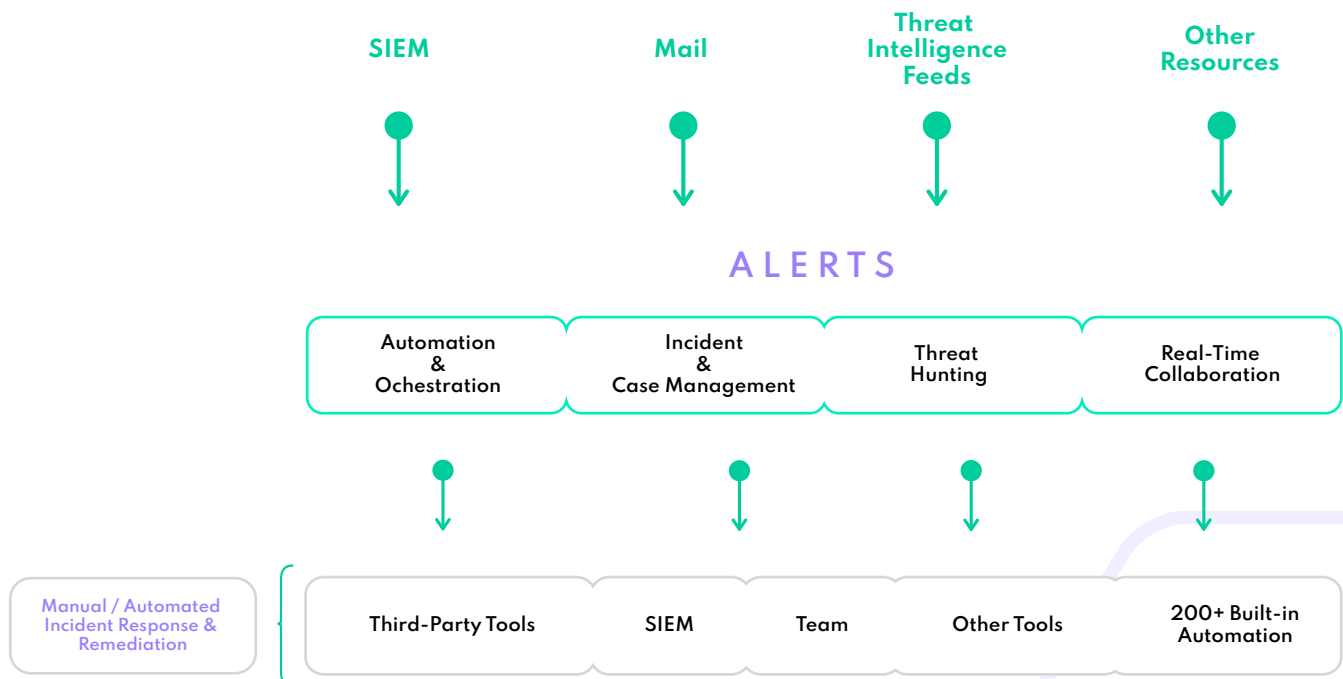 SIEM
Mail
Threat
Intelligence
Feeds
Other
Resources
ALERTS
Automation
&
Ochestration
Incident
&
Case Management
Threat
Hunting
Real-Time
Collaboration
Manual / Automated
Incident Response &
Remediation
Third-Party Tools
SIEM
Team
Other Tools
200+ Built-in
Automation